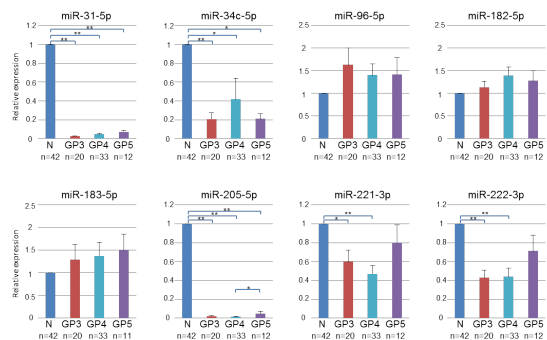 miR-31-5p
miR-34c-5p
miR-96-5p
miR-182-5p
Relative expression
1.2
1
0.8
0.6
0.4
0.2
0
**
**
**
N GP3 GP4 GP5
n=42 n=20 n=33 n=12
1.2
1
0.8
0.6
0.4
0.2
0
*
*
**
N GP3 GP4 GP5
n=42 n=20 n=33 n=12
2.5
2
1.5
1
0.5
0
N GP3 GP4 GP5
n=42 n=20 n=33 n=12
2.5
2
1.5
1
0.5
0
N GP3 GP4 GP5
n=42 n=20 n=33 n=12
miR-183-5p
miR-205-5p
miR-221-3p
miR-222-3p
Relative expression
2.5
2
1.5
1
0.5
0
N GP3 GP4 GP5
n=42 n=20 n=33 n=11
1.2
1
0.8
0.6
0.4
0.2
0
**
**
**
*
N GP3 GP4 GP5
n=42 n=20 n=33 n=12
1.2
1
0.8
0.6
0.4
0.2
0
**
*
N GP3 GP4 GP5
n=42 n=20 n=33 n=12
1.2
1
0.8
0.6
0.4
0.2
0
**
**
N GP3 GP4 GP5
n=42 n=20 n=33 n=12